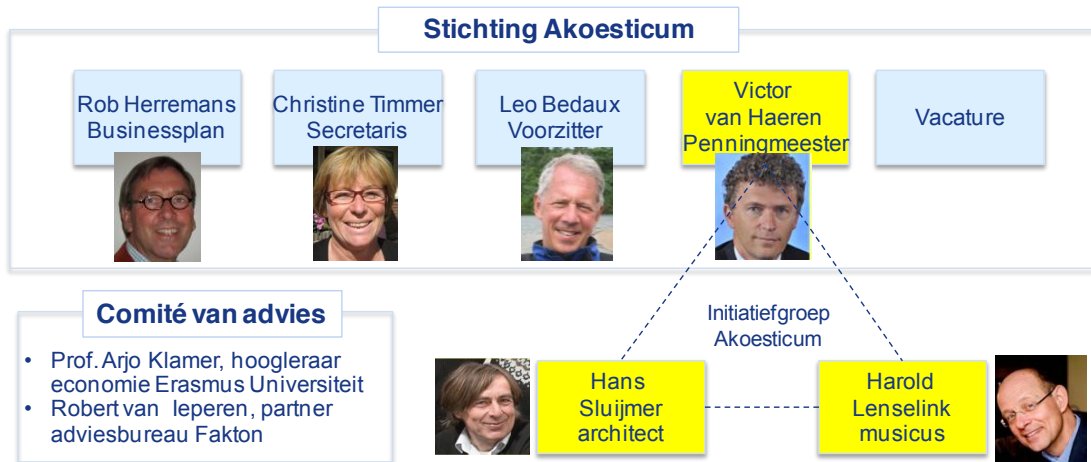 Stichting Akoesticum
Rob Herremans
Businessplan
Christine Timmer
Secretaris
Leo Bedaux
Voorzitter
Victor
van Haeren
Penningmeester
Vacature
Comité van advies
• Prof. Arjo Klamer, hoogleraar
economie Erasmus Universiteit
• Robert van Ieperen, partner
adviesbureau Fakton
Initiatiefgroep
Akoesticum
Hans
Sluijmer
architect
Harold
Lenselink
musicus